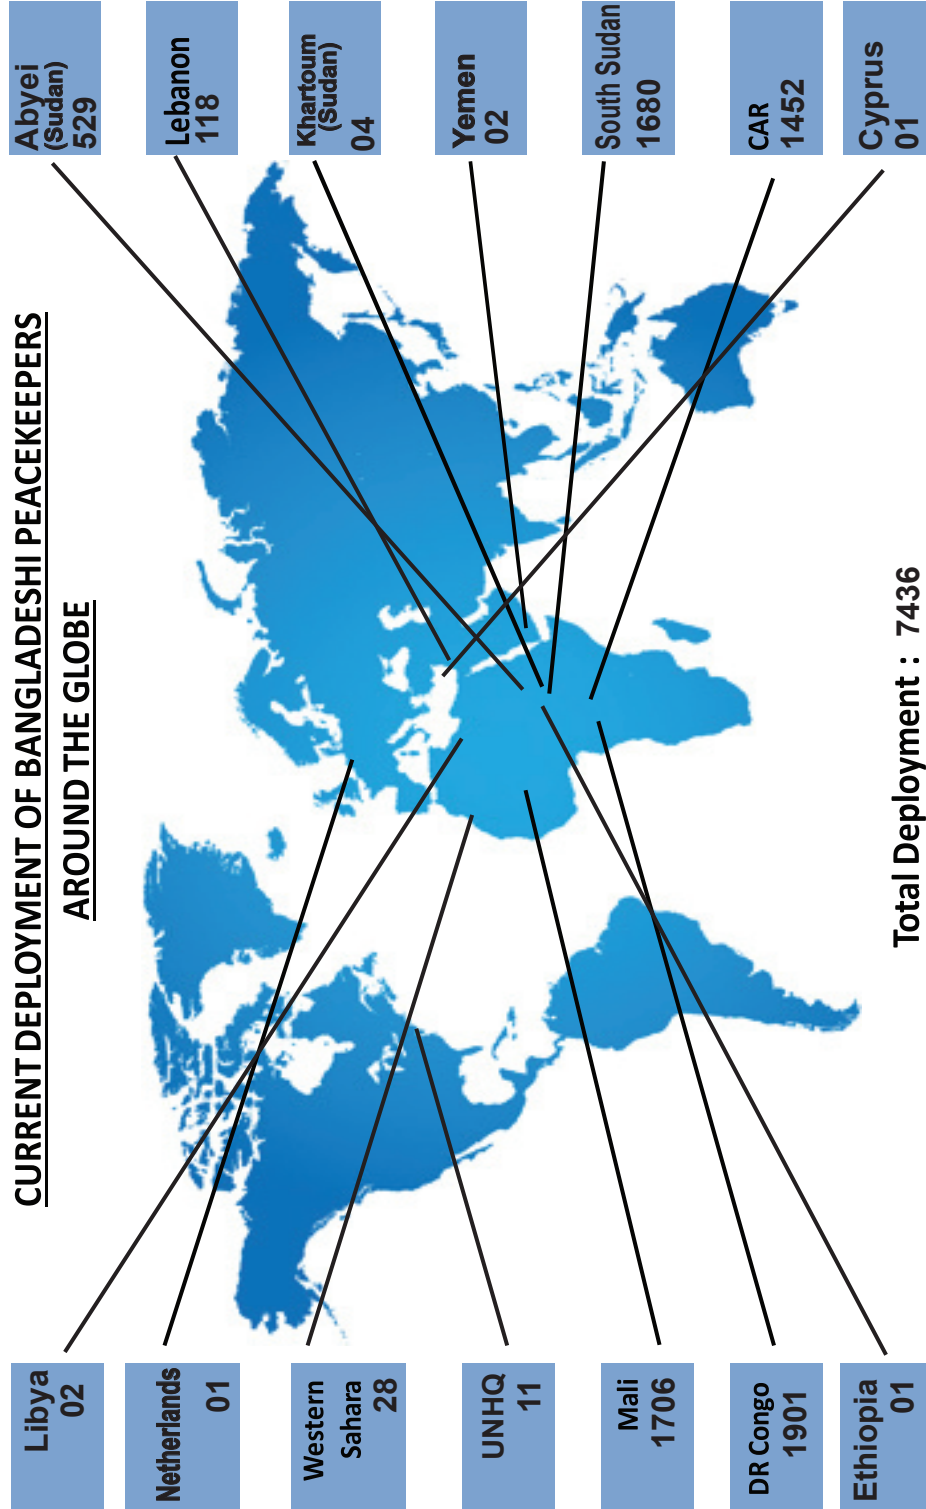 CURRENT DEPLOYMENT OF BANGLADESHI PEACEKEEPERS
AROUND THE GLOBE
Libya
02
Netherlands
01
Western
Sahara
28
UNHQ
11
Mali
1706
DR Congo
1901
Ethiopia
01
Abyei
(Sudan)
529
Lebanon
118
Khartoum
(Sudan)
04
Yemen
02
South Sudan
1680
CAR
1452
Cyprus
01
Total Deployment : 7436